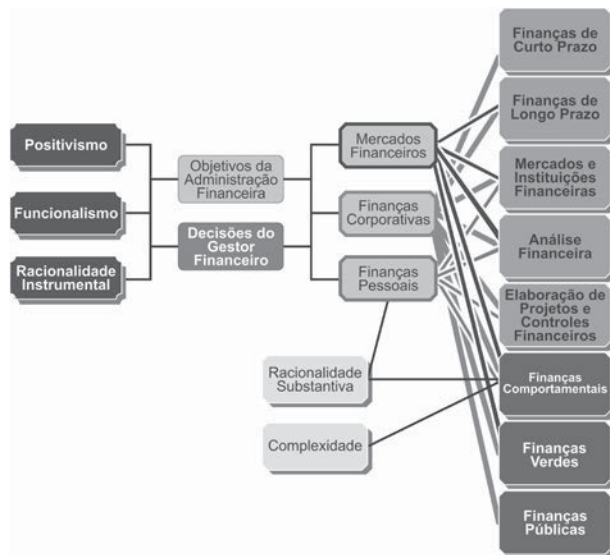 Positivismo
Funcionalismo
Racionalidade
Instrumental
Objetivos da
Administração
Financeira
Decisões do
Gestor
Financeiro
Mercados
Financeiros
Finanças
Corporativas
Finanças
Pessoais
Racionalidade
Substantiva
Complexidade
Finanças de
Curto Prazo
Finanças de
Longo Prazo
Mercados e
Instituições
Financeiras
Análise
Financeira
Elaboração de
Projetos e
Controles
Financeiros
Finanças
Comportamentais
Finanças
Verdes
Finanças
Públicas